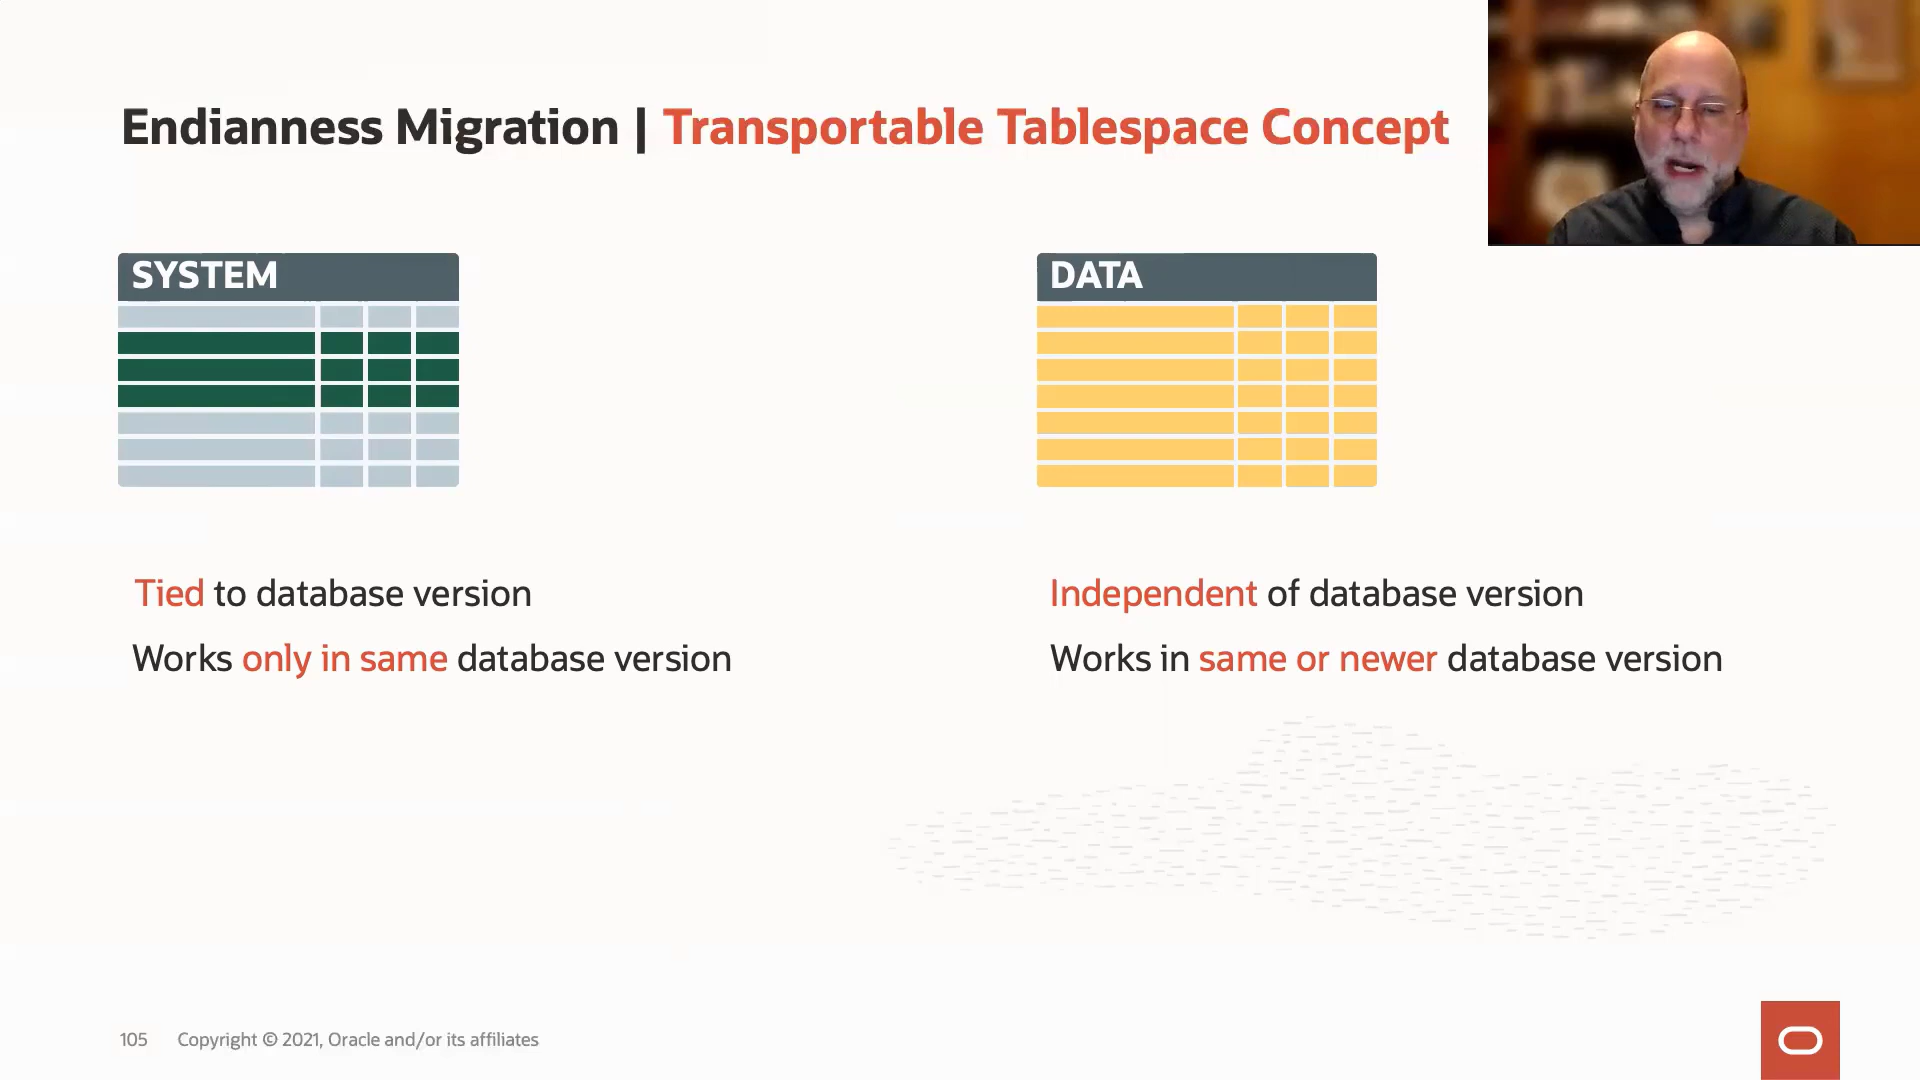 Endianness Migration | Transportable Tablespace Concept
SYSTEM
DATA
Tied to database version
Works only in same database version
Independent of database version
Works in same or newer database version
105 Copyright © 2021, Oracle and/or its affiliates